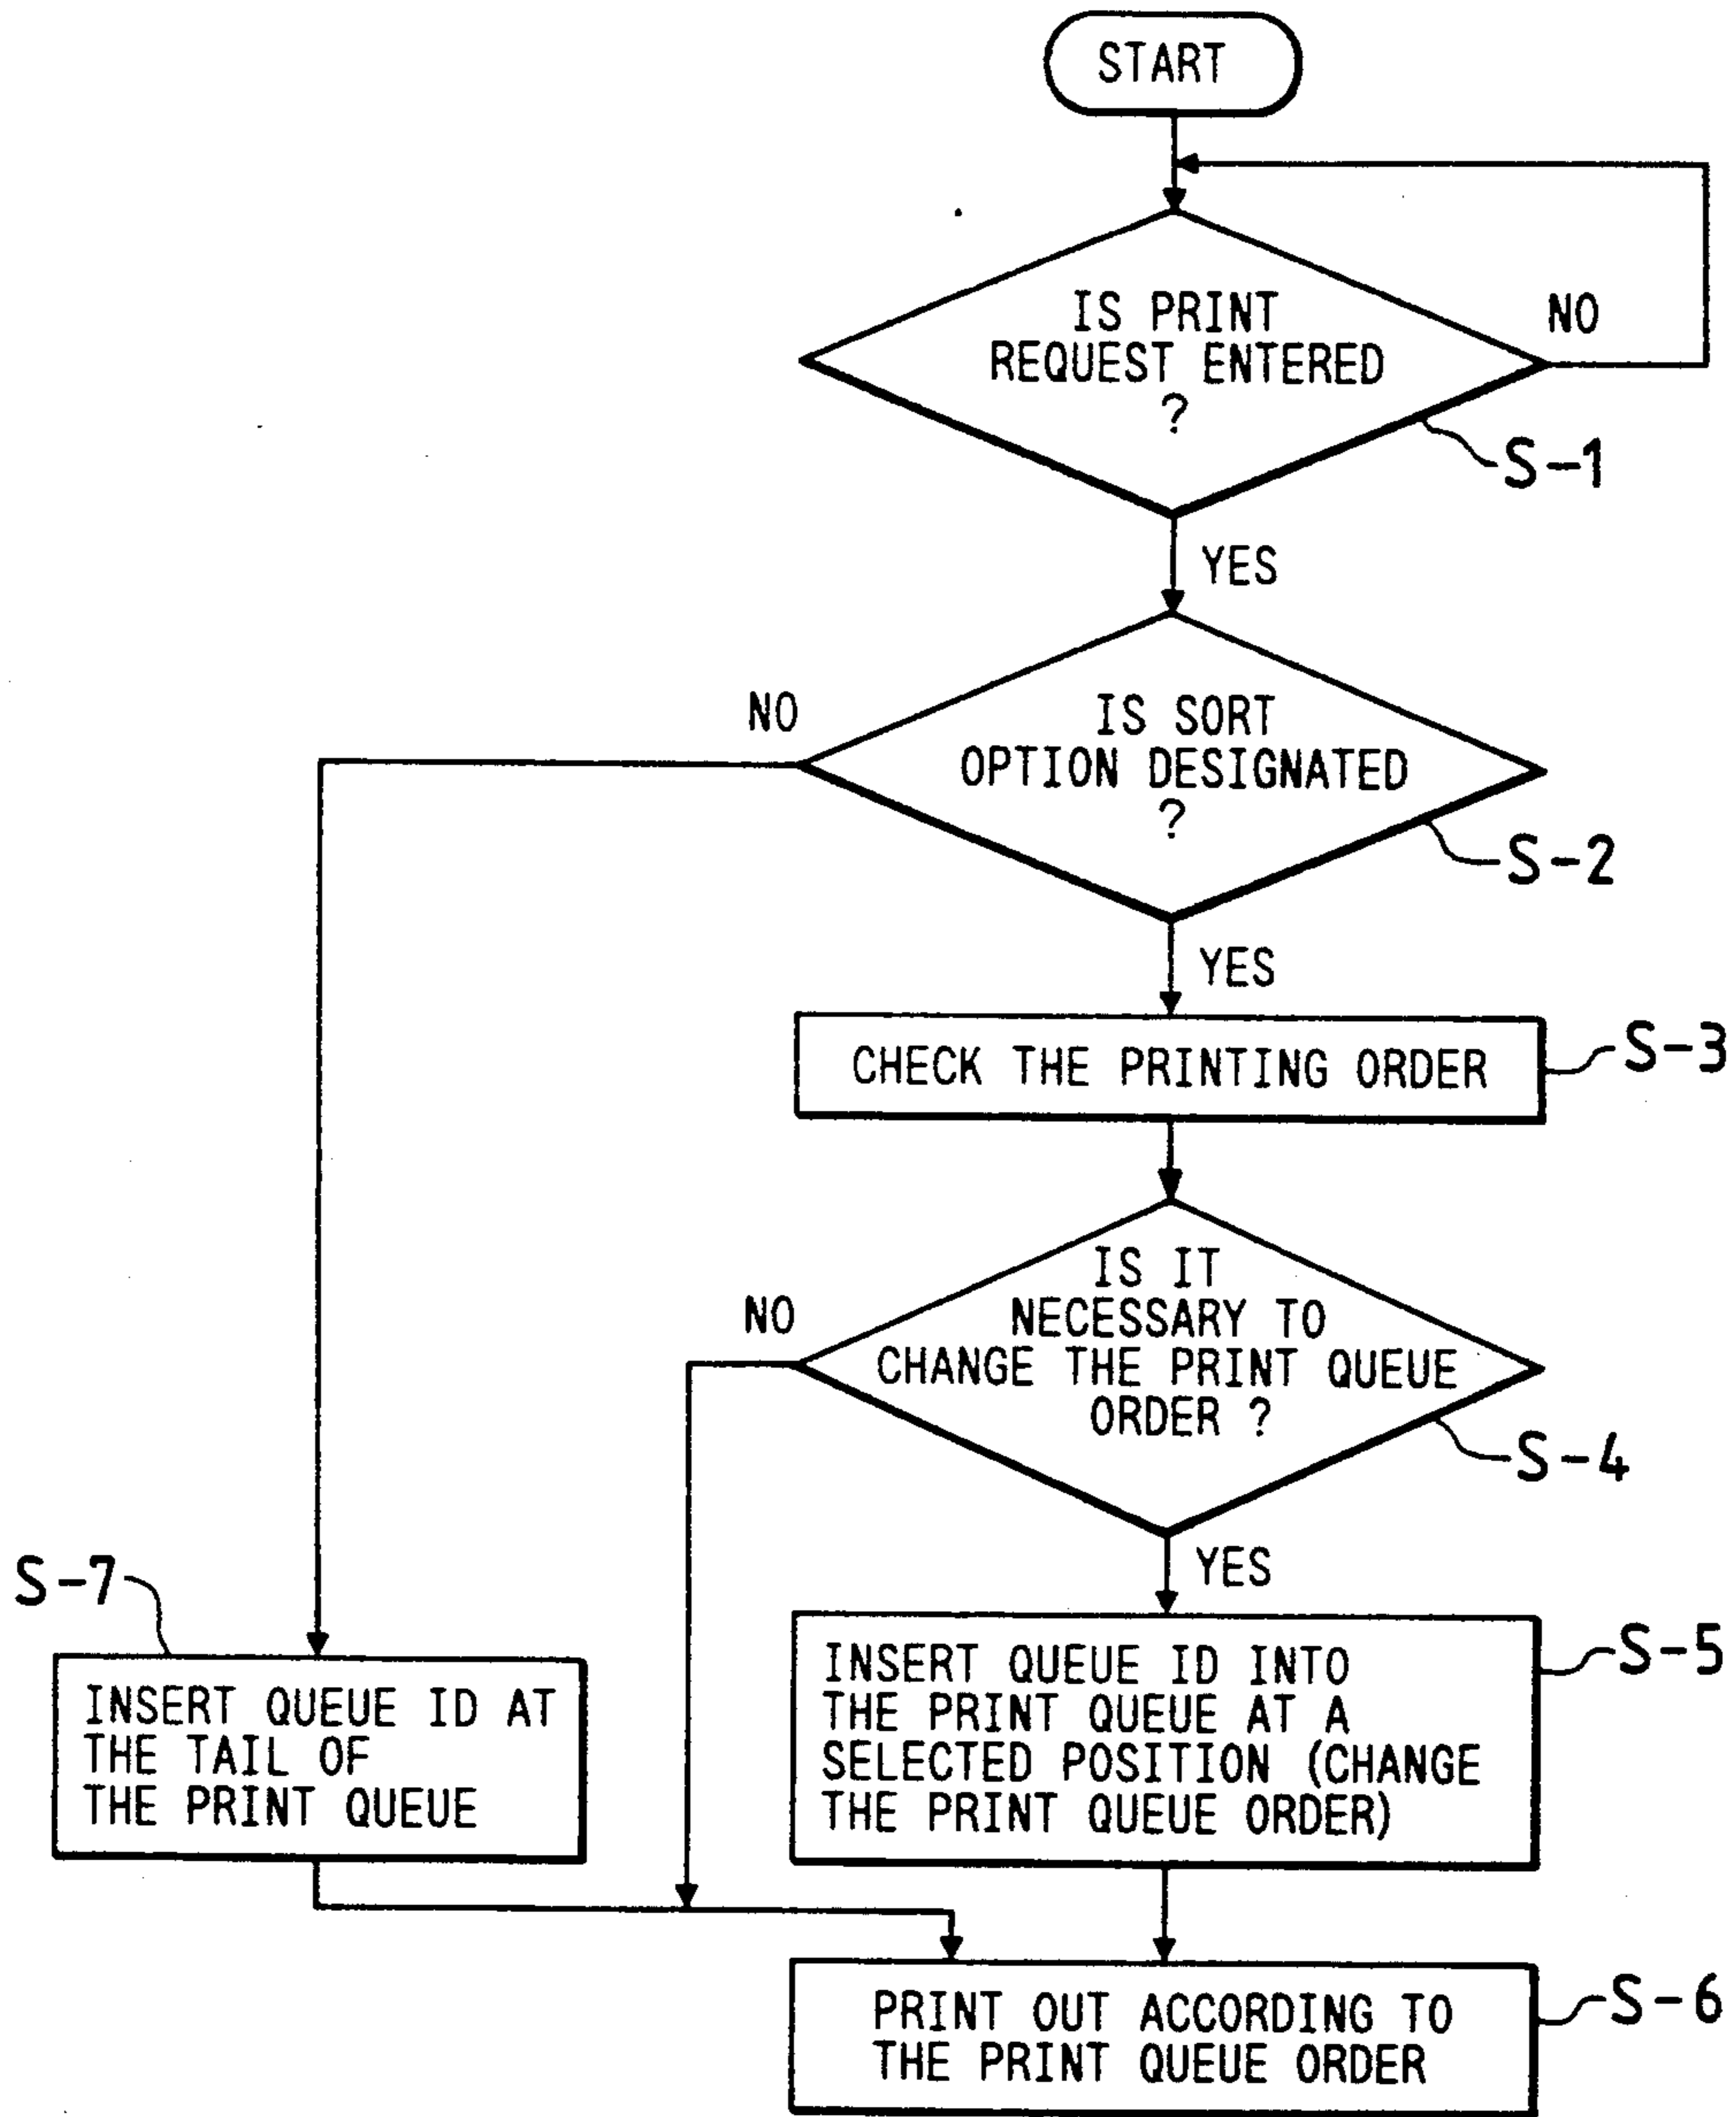 START
IS PRINT
REQUEST ENTERED
?
NO
S-1
YES
IS SORT
OPTION DESIGNATED
?
NO
S-2
YES
CHECK THE PRINTING ORDER
S-3
IS IT
NECESSARY TO
CHANGE THE PRINT QUEUE
ORDER ?
NO
S-4
YES
S-7
INSERT QUEUE ID AT
THE TAIL OF
THE PRINT QUEUE
INSERT QUEUE ID INTO
THE PRINT QUEUE AT A
SELECTED POSITION (CHANGE
THE PRINT QUEUE ORDER)
S-5
PRINT OUT ACCORDING TO
THE PRINT QUEUE ORDER
S-6